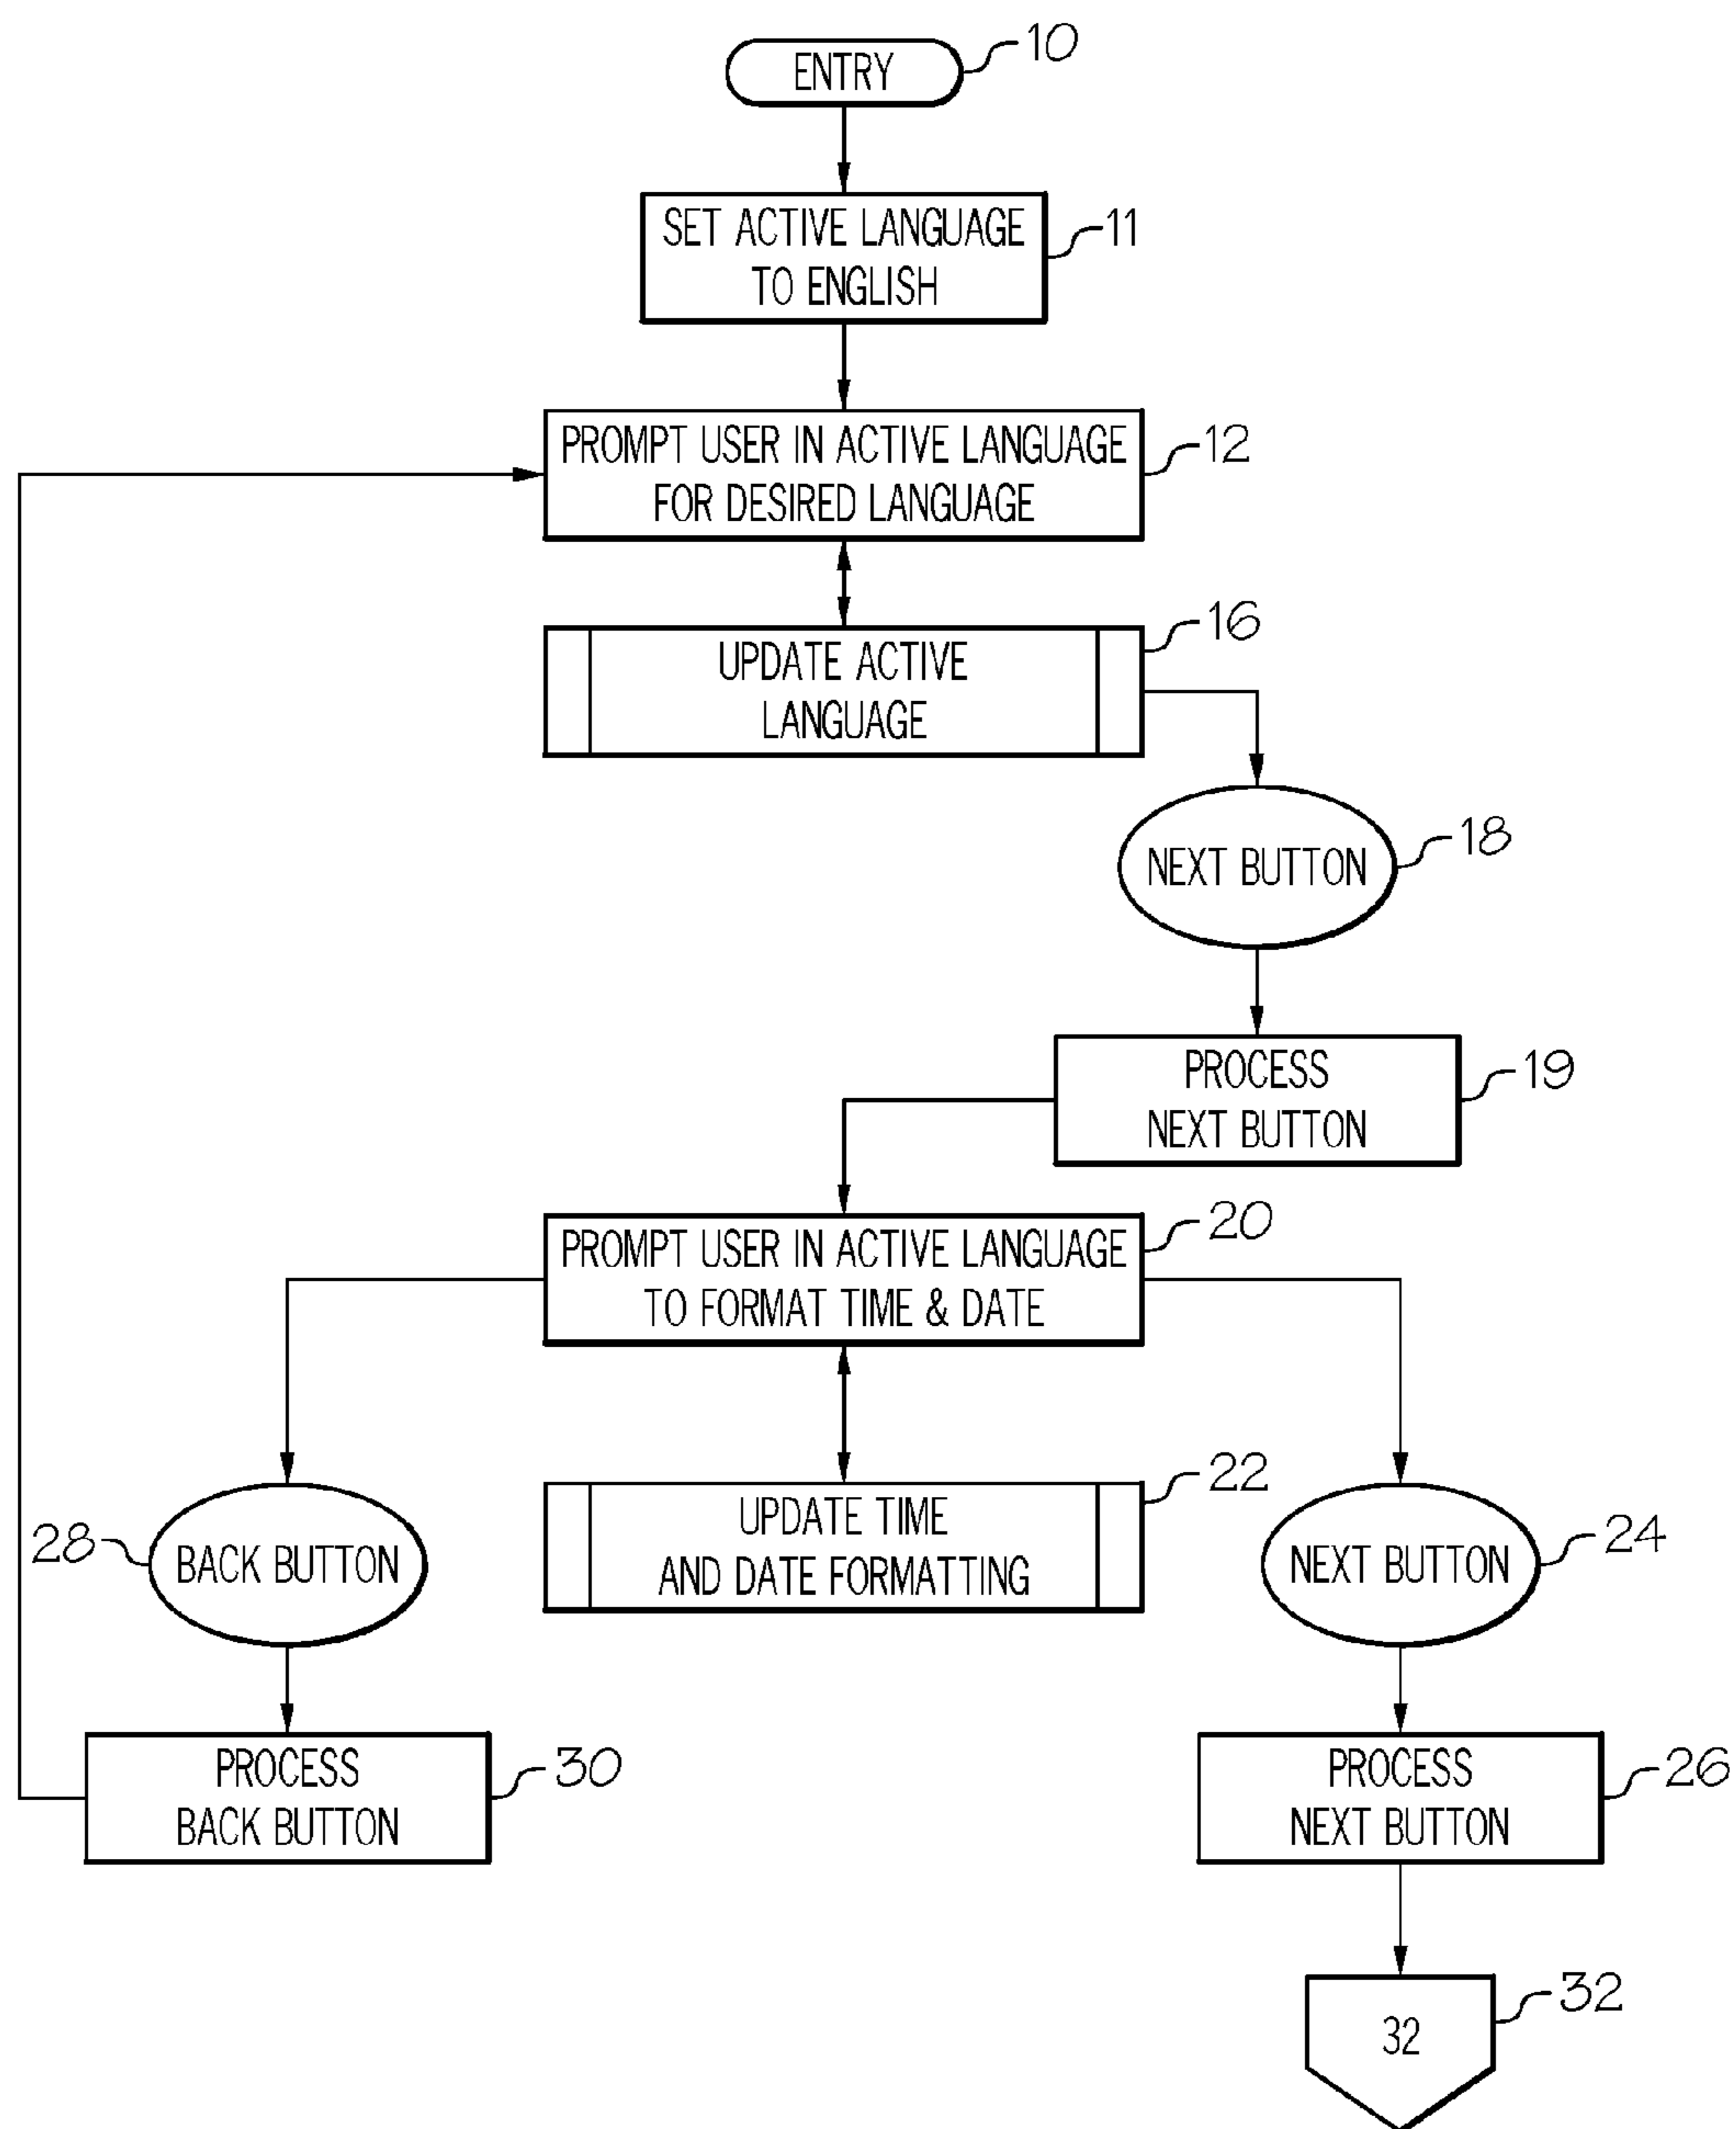 ENTRY
10
SET ACTIVE LANGUAGE
TO ENGLISH
11
PROMPT USER IN ACTIVE LANGUAGE
FOR DESIRED LANGUAGE
12
UPDATE ACTIVE
LANGUAGE
16
NEXT BUTTON
18
PROCESS
NEXT BUTTON
19
PROMPT USER IN ACTIVE LANGUAGE
TO FORMAT TIME & DATE
20
28
BACK BUTTON
UPDATE TIME
AND DATE FORMATTING
22
NEXT BUTTON
24
PROCESS
BACK BUTTON
30
PROCESS
NEXT BUTTON
26
32
32